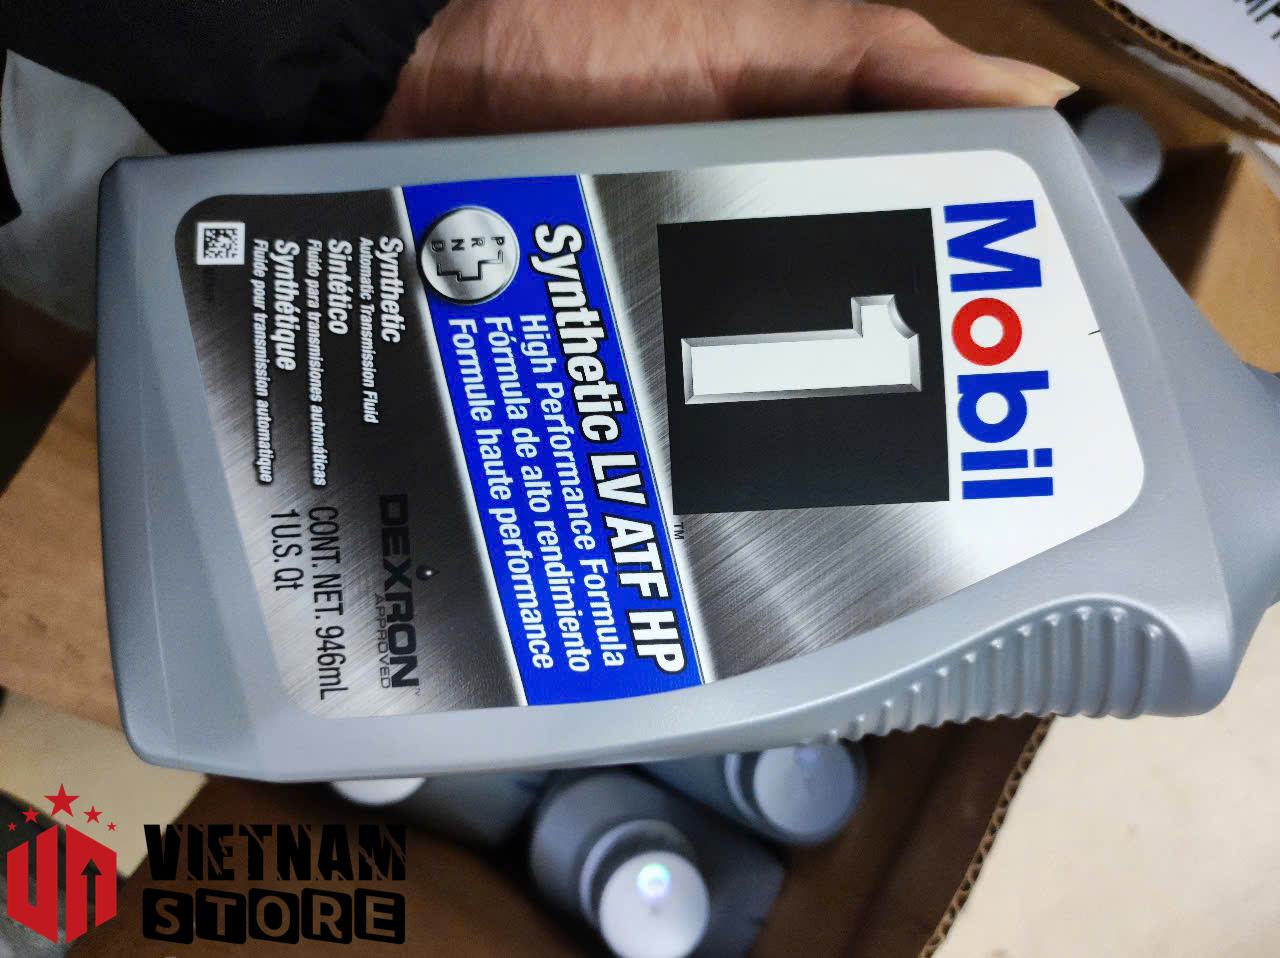 Mobil
1
™
Synthetic LV ATF HP
High Performance Formula
Fórmula de alto rendimiento
Formule haute performance
P
R
N
D
Synthetic
Automatic Transmission Fluid
Sintético
Fluido para transmisiones automáticas
Synthétique
Fluide pour transmission automatique
DEXRON™
APPROVED
CONT. NET. 946mL
1U.S. Qt
VIETNAM
STORE